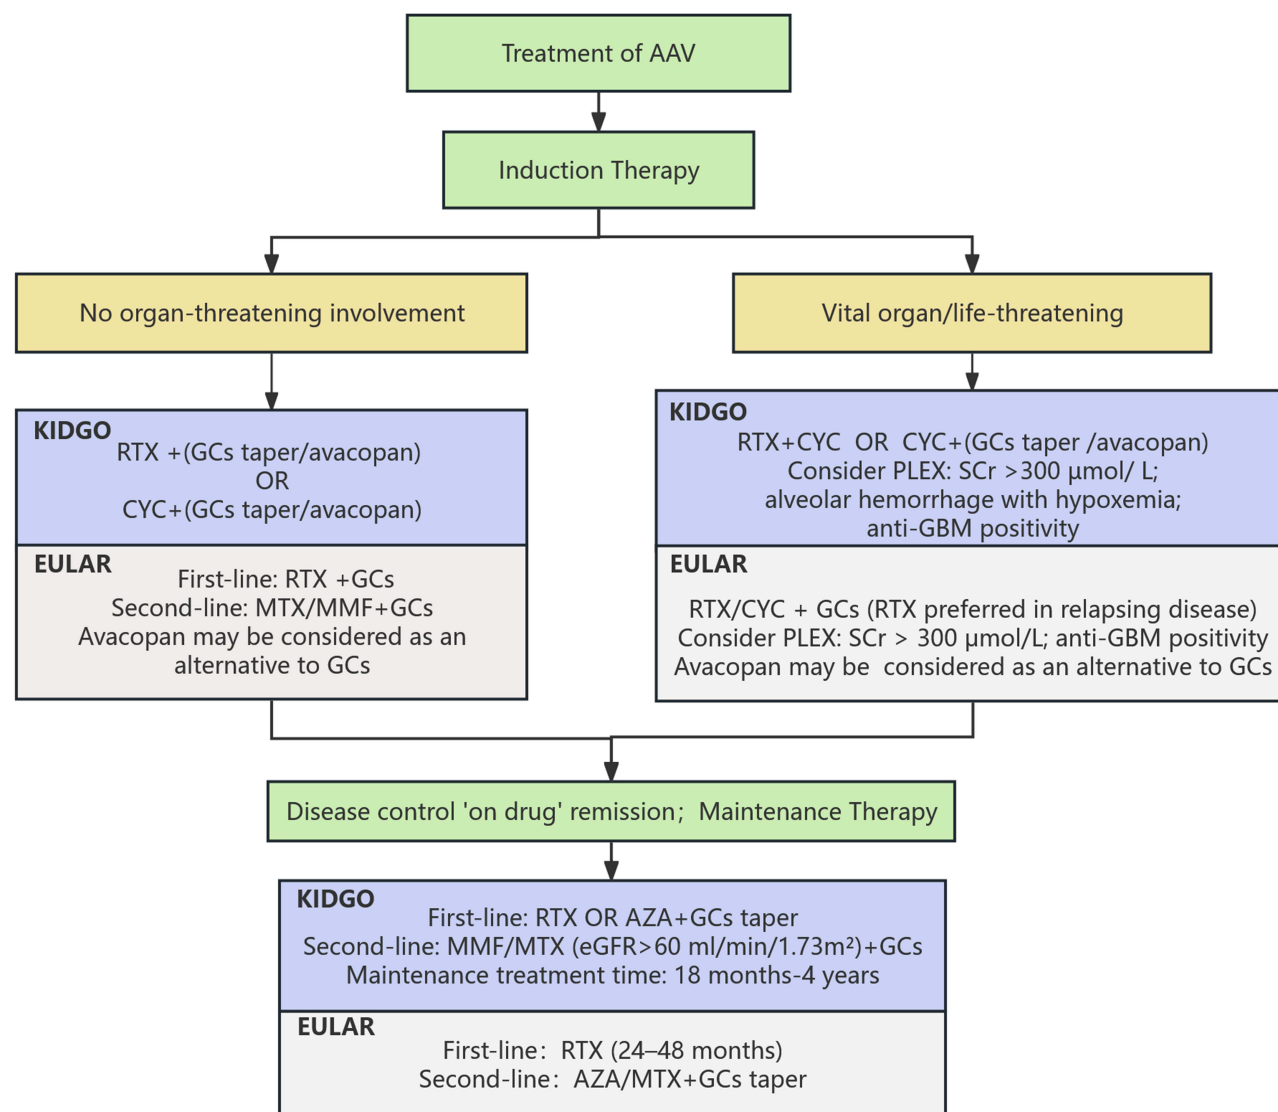 Treatment of AAV
Induction Therapy
No organ-threatening involvement
Vital organ/life-threatening
KIDGO
RTX +(GCs taper/avacopan)
OR
CYC+(GCs taper/avacopan)
EULAR
First-line: RTX +GCs
Second-line: MTX/MMF+GCs
Avacopan may be considered as an
alternative to GCs
KIDGO
RTX+CYC OR CYC+(GCs taper /avacopan)
Consider PLEX: SCr >300 μmol/ L;
alveolar hemorrhage with hypoxemia;
anti-GBM positivity
EULAR
RTX/CYC + GCs (RTX preferred in relapsing disease)
Consider PLEX: SCr > 300 μmol/L; anti-GBM positivity
Avacopan may be considered as an alternative to GCs
Disease control 'on drug' remission；Maintenance Therapy
KIDGO
First-line: RTX OR AZA+GCs taper
Second-line: MMF/MTX (eGFR>60 ml/min/1.73m²)+GCs
Maintenance treatment time: 18 months-4 years
EULAR
First-line：RTX (24–48 months)
Second-line：AZA/MTX+GCs taper